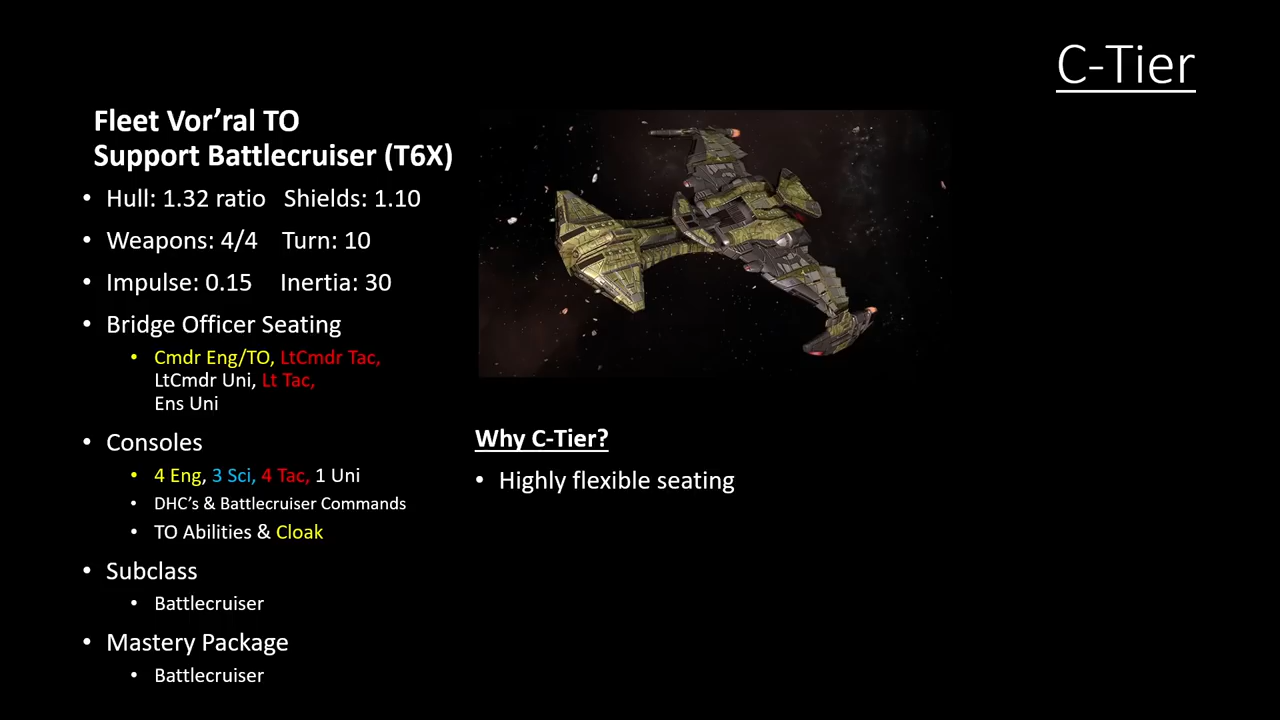 C-Tier
Fleet Vor’ral TO
Support Battlecruiser (T6X)
• Hull: 1.32 ratio Shields: 1.10
• Weapons: 4/4 Turn: 10
• Impulse: 0.15 Inertia: 30
• Bridge Officer Seating
• Cmdr Eng/TO, LtCmdr Tac,
LtCmdr Uni, Lt Tac,
Ens Uni
• Consoles
• 4 Eng, 3 Sci, 4 Tac, 1 Uni
• DHC’s & Battlecruiser Commands
• TO Abilities & Cloak
• Subclass
• Battlecruiser
• Mastery Package
• Battlecruiser
Why C-Tier?
• Highly flexible seating